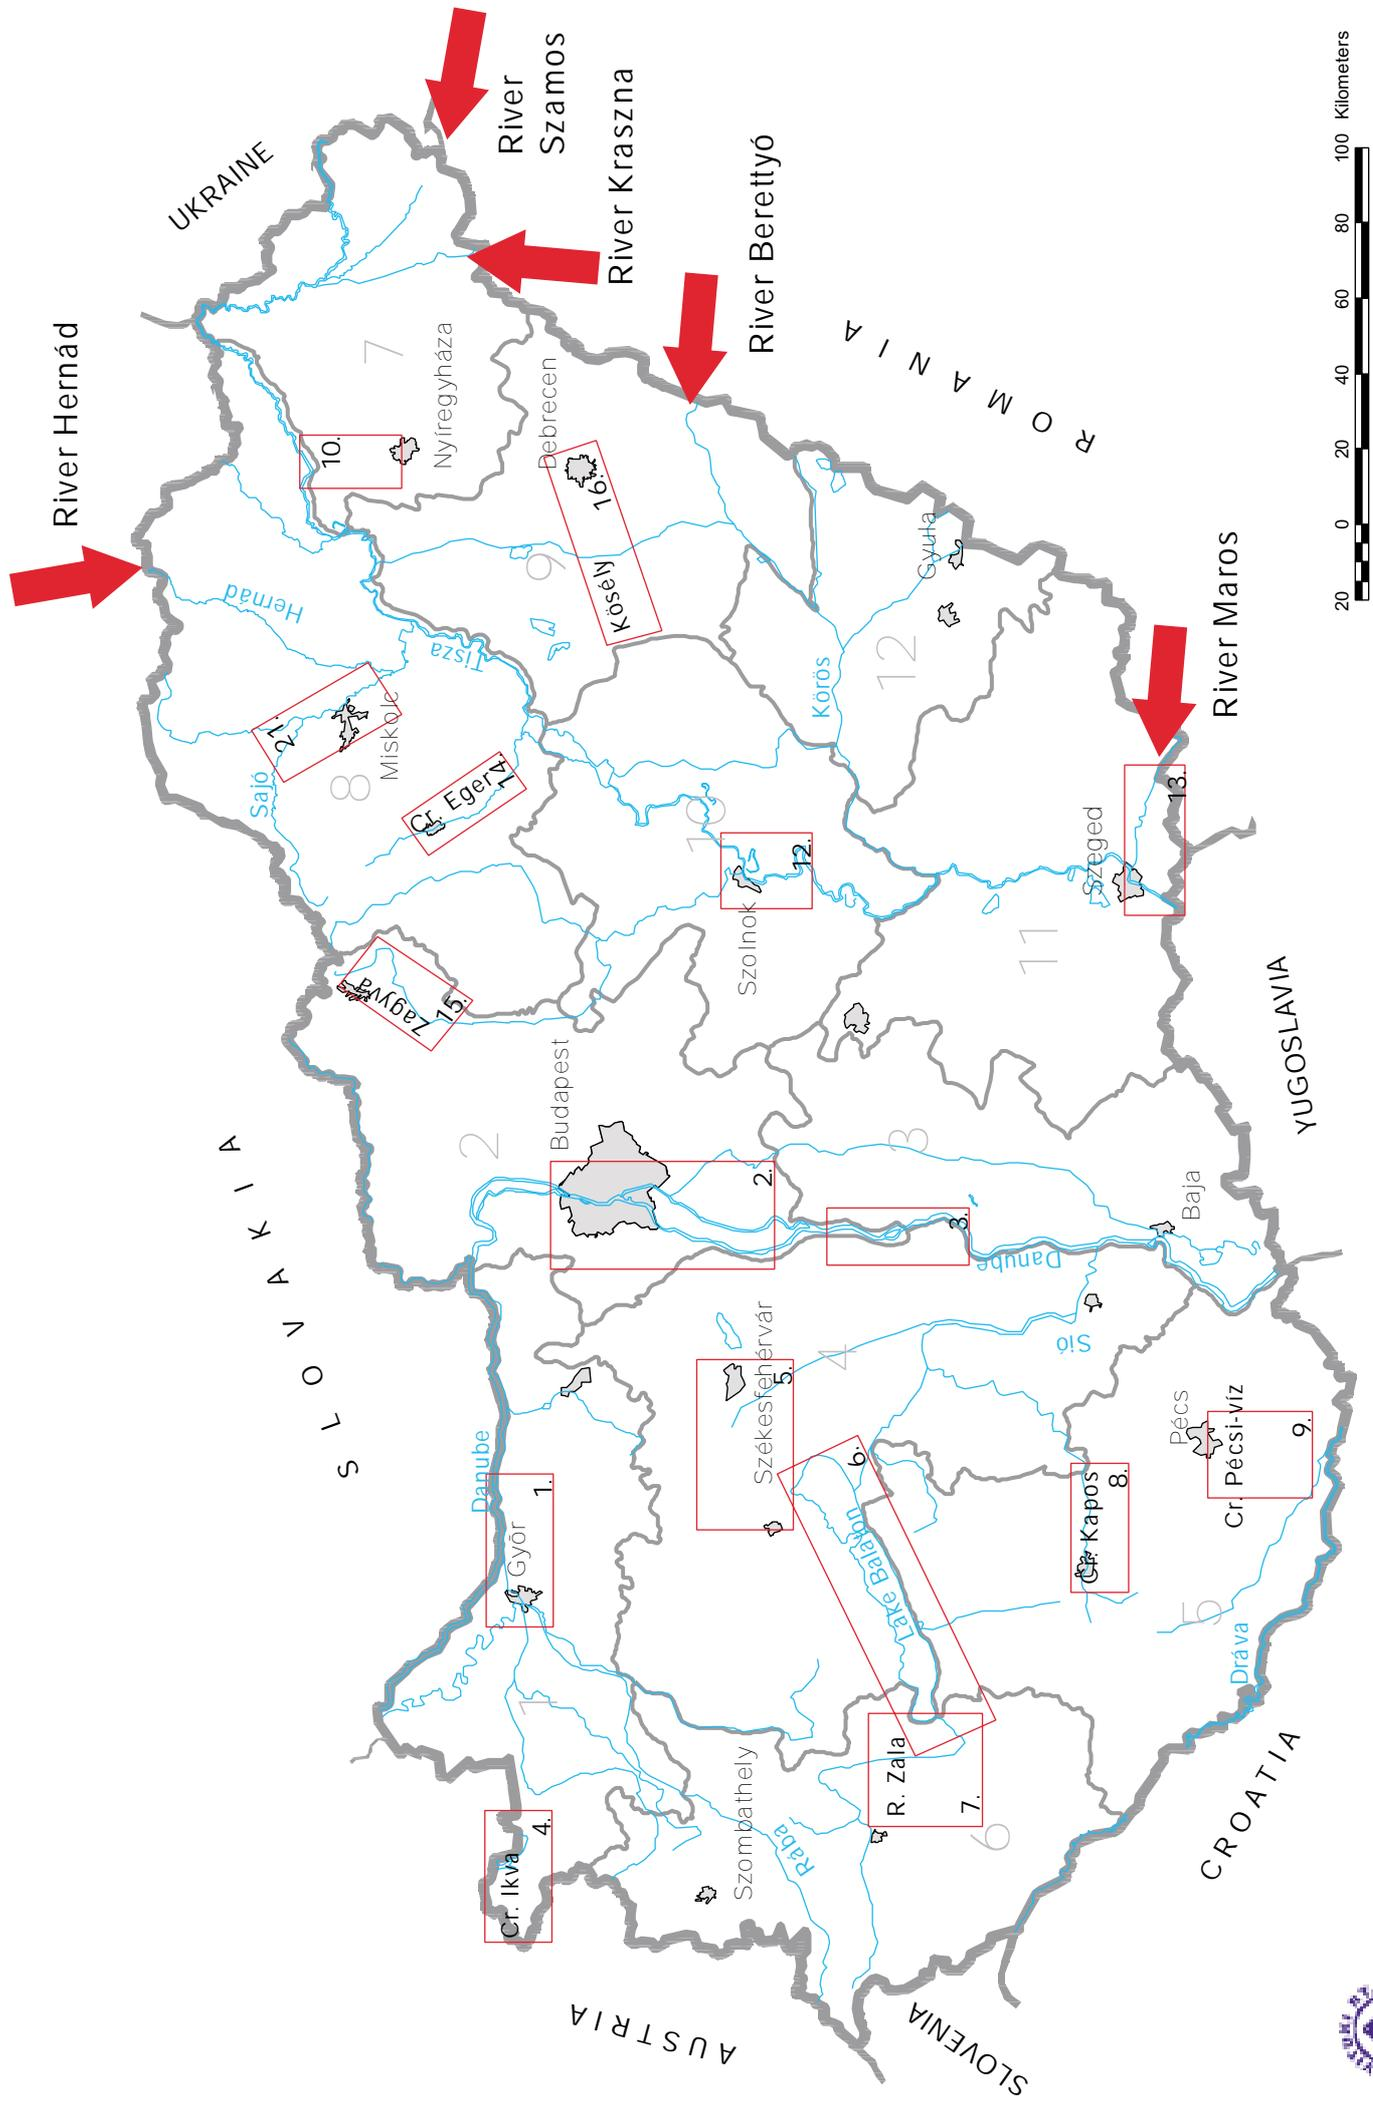 River Hernád
UKRAINE
River
Szamos
River Kraszna
River Berettyó
River Maros
ROMANIA
SLOVAKIA
YUGOSLAVIA
CROATIA
SLOVENIA
AUSTRIA
7
Nyíregyháza
10.
Debrecen
16.
Kösély
9
Hernád
Tisza
Sajó
21.
Miskolc
8
Cr. Eger
14.
Körös
12
Gyula
10
Szolnok
12.
Szeged
13.
11
Zagyva
15.
Budapest
2
2.
3
3.
Danube
Baja
Sió
4
Székesfehérvár
5.
Danube
Győr
1.
1
Lake Balaton
6.
Cr. Kapos
8.
Pécs
Cr. Pécsi-víz
9.
5
Dráva
R. Zala
7.
6
Szombathely
Rába
Cr. Ikva
4.
20 0 20 40 60 80 100 Kilometers